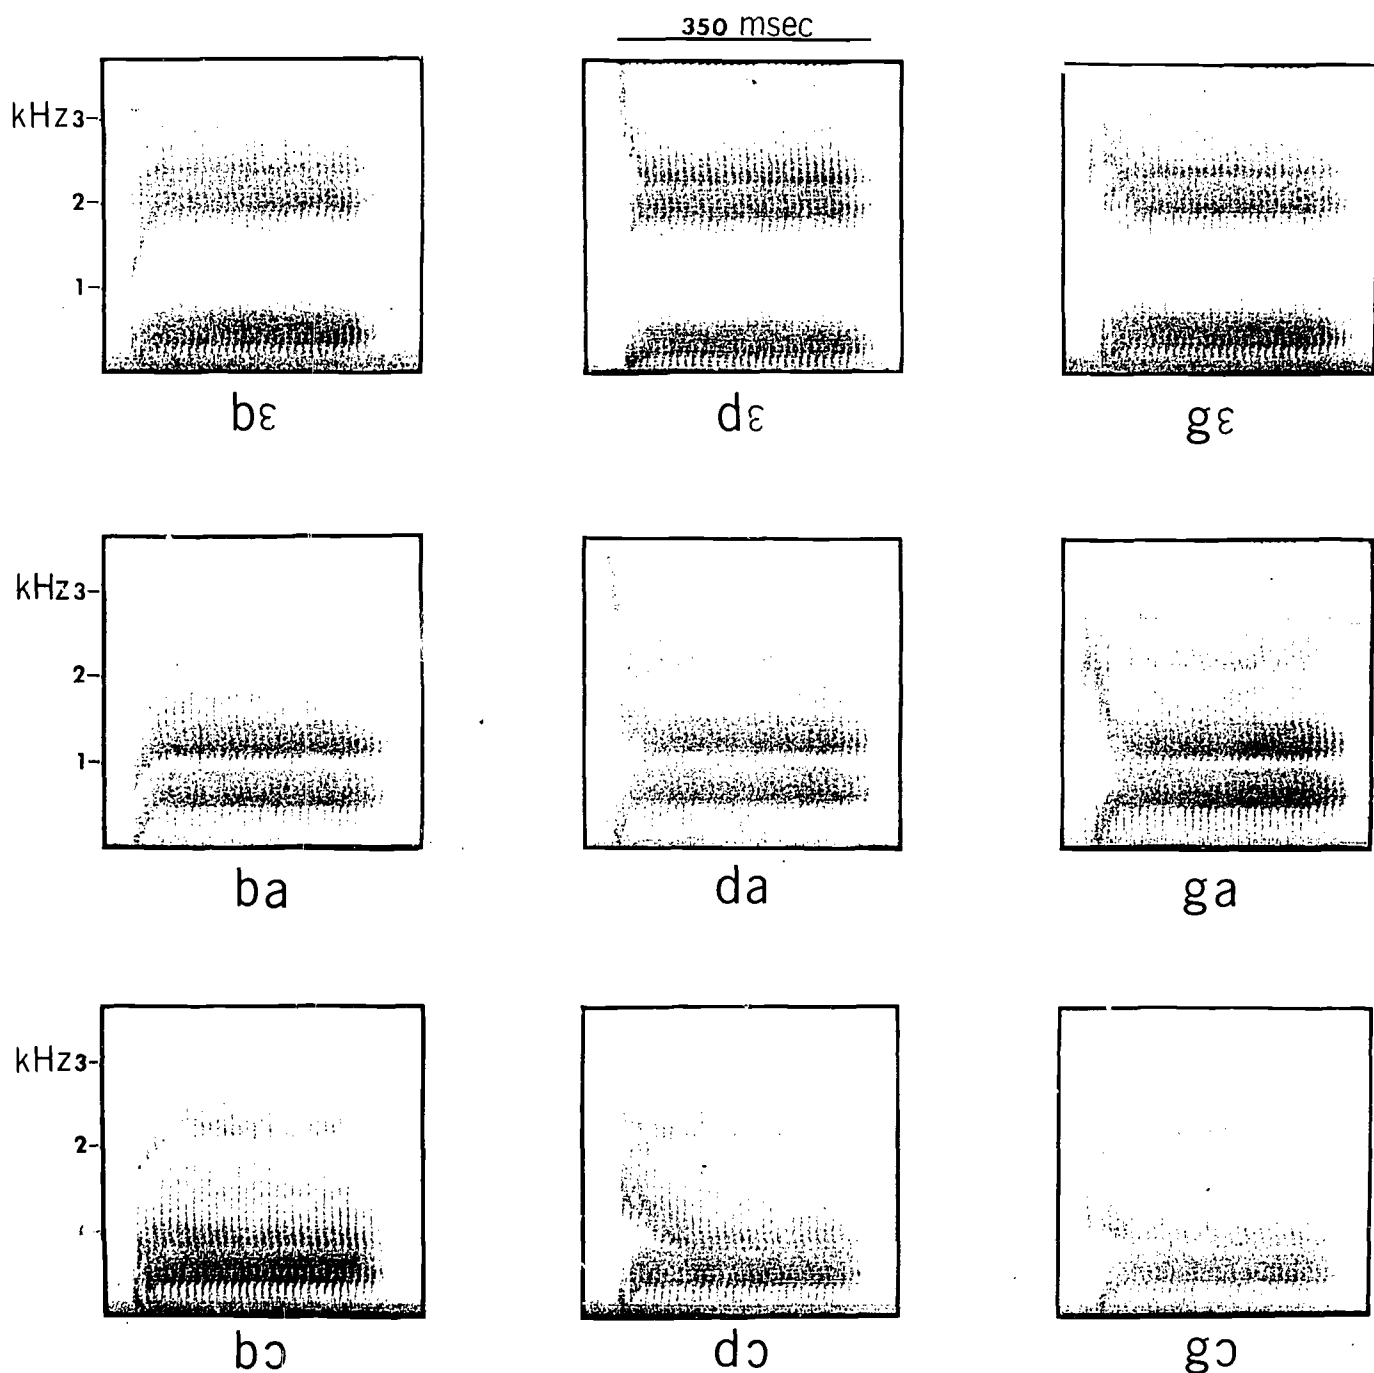 350 msec
kHz 3-
2-
1-
bɛ dɛ gɛ
kHz 3-
2-
1-
ba da ga
kHz 3-
2-
bɔ dɔ gɔ